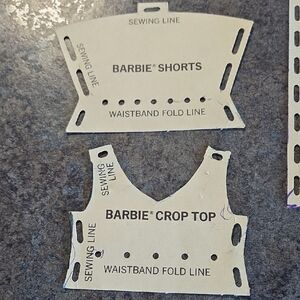 SEWING LINE
SEWING LINE
BARBIE® SHORTS
WAISTBAND FOLD LINE
SEWING
LINE
BARBIE® CROP TOP
SEWING LINE
WAISTBAND FOLD LINE